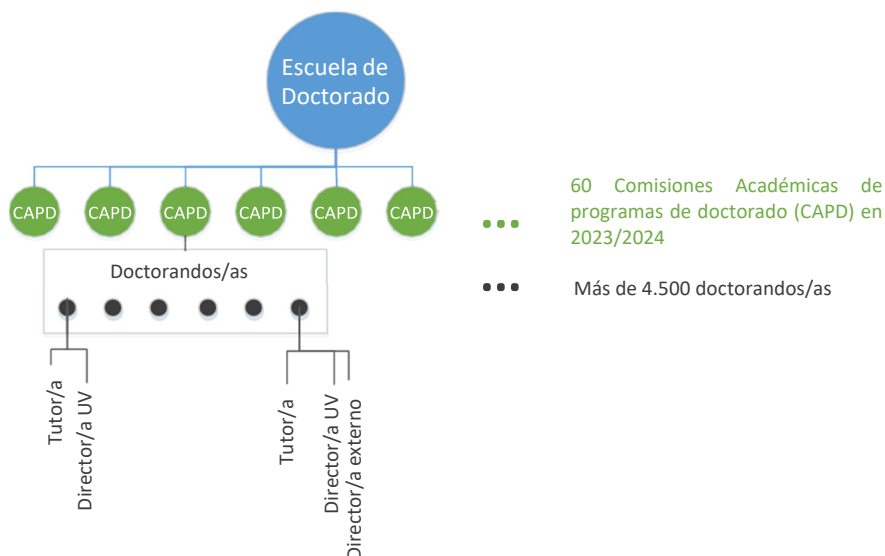 Escuela de
Doctorado
CAPD CAPD CAPD CAPD CAPD CAPD
60 Comisiones Académicas de
programas de doctorado (CAPD) en
2023/2024
Doctorandos/as
Más de 4.500 doctorandos/as
Tutor/a
Director/a UV
Tutor/a
Director/a UV
Director/a externo